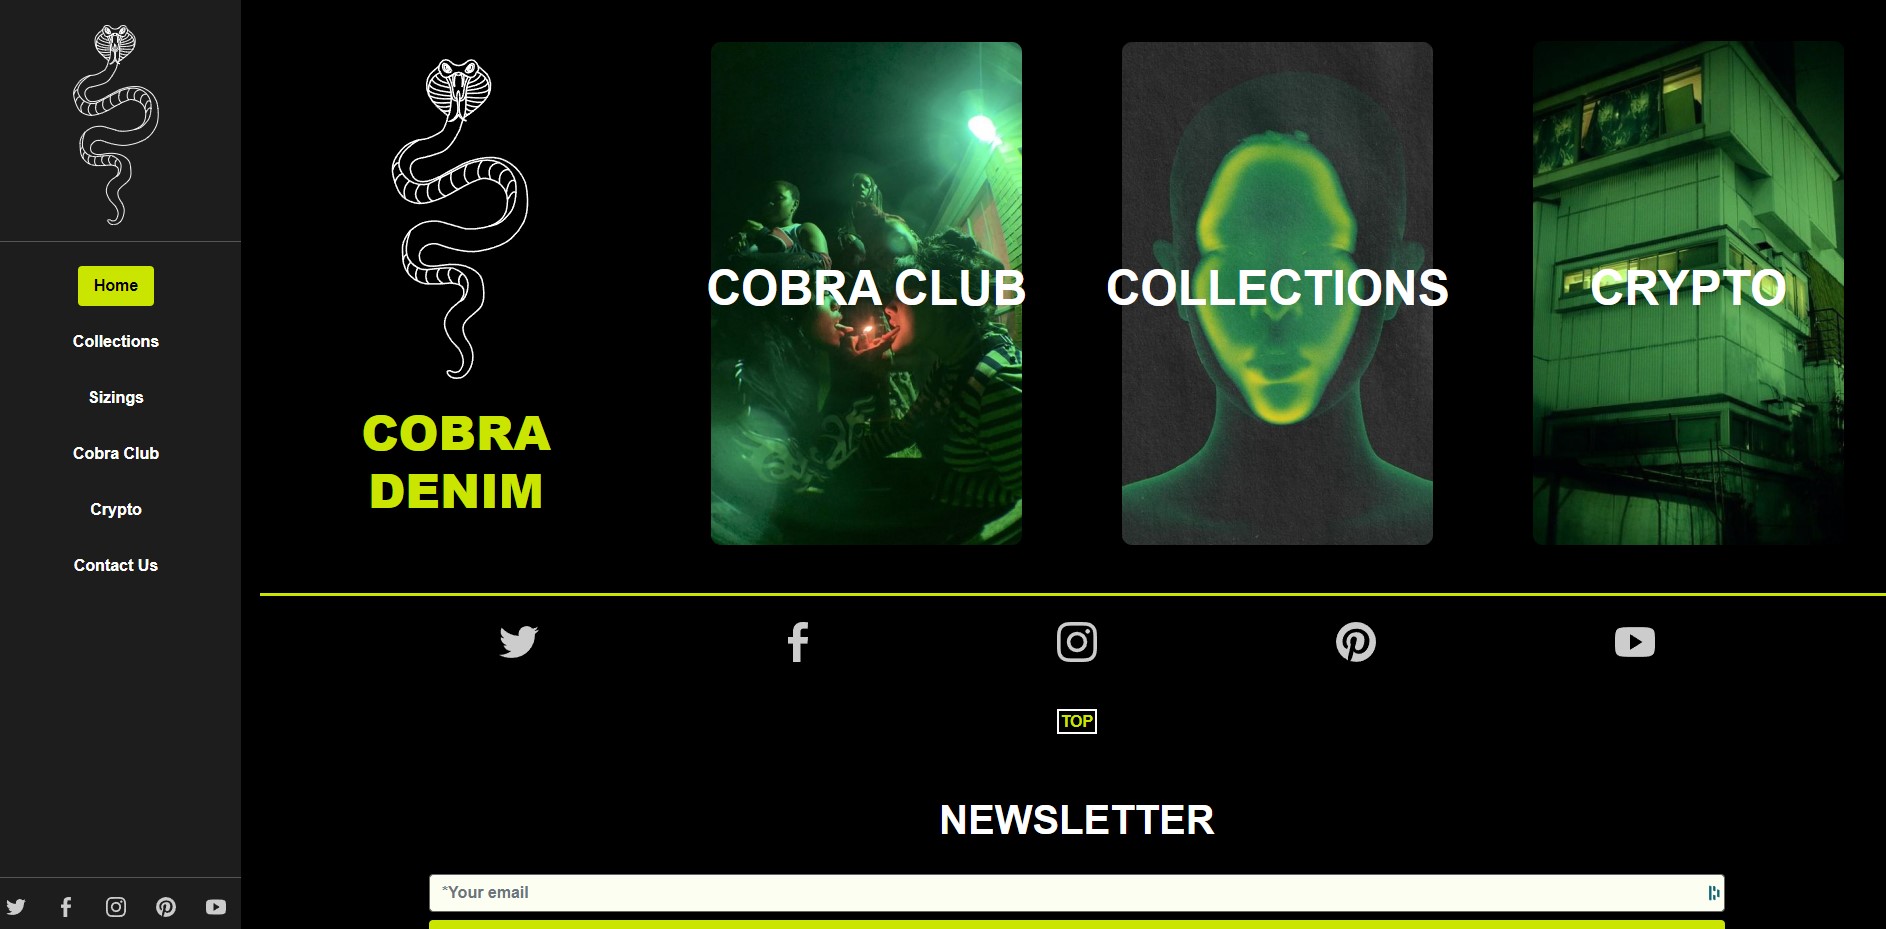 Home
Collections
Sizings
Cobra Club
Crypto
Contact Us
COBRA
DENIM
COBRA CLUB
COLLECTIONS
CRYPTO
TOP
NEWSLETTER
*Your email